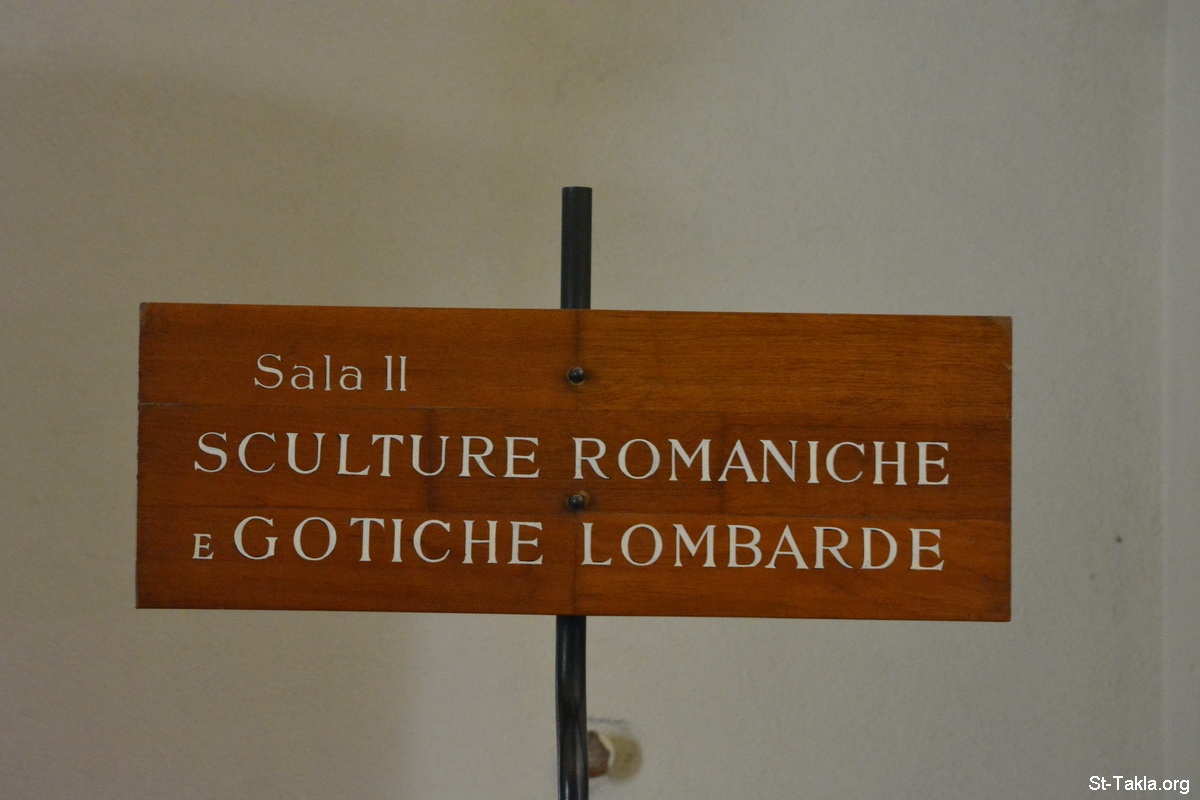 Sala II
SCULTURE ROMANICHE
E GOTICHE LOMBARDE
St-Takla.org